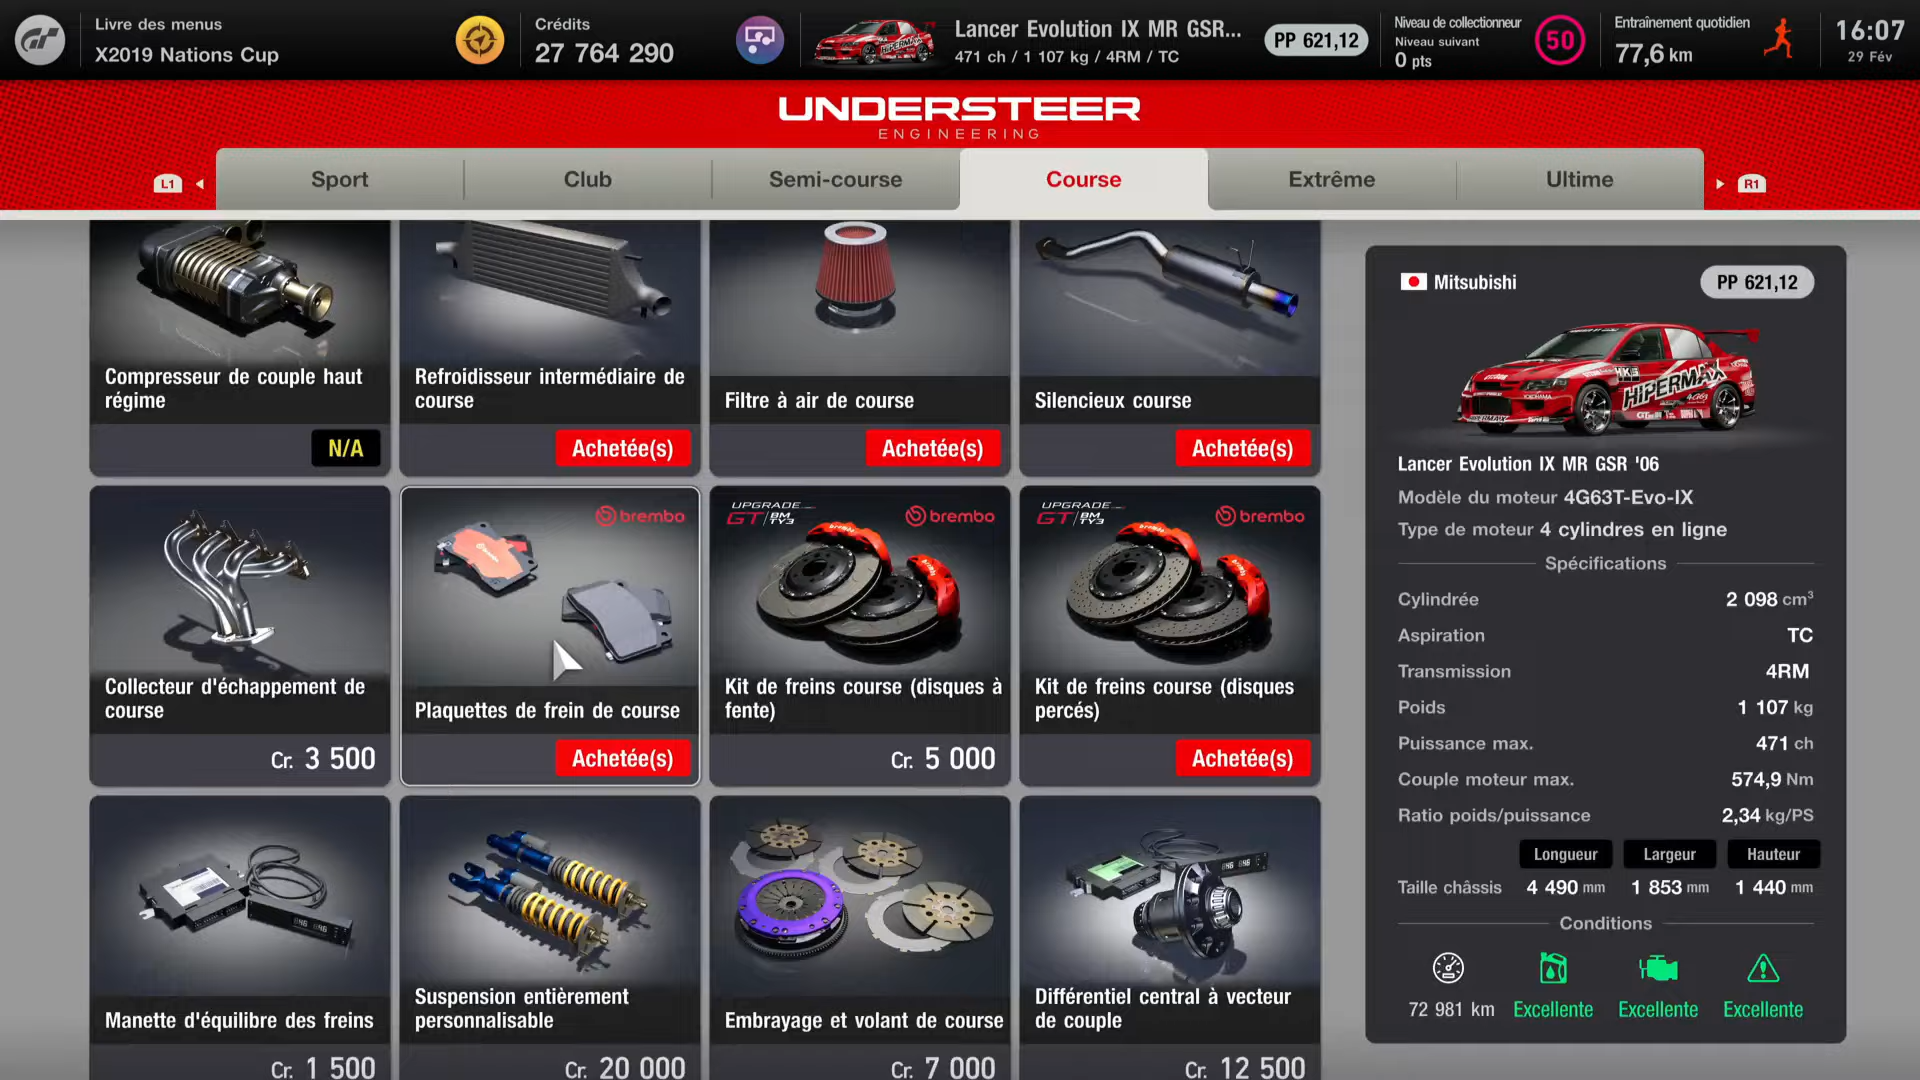 Livre des menus
X2019 Nations Cup
Crédits
27 764 290
Lancer Evolution IX MR GSR...
471 ch / 1 107 kg / 4RM / TC
PP 621,12
Niveau de collectionneur
Niveau suivant
0 pts
50
Entraînement quotidien
77,6 km
16:07
29 Fév
UNDERSTEER
ENGINEERING
L1
Sport
Club
Semi-course
Course
Extrême
Ultime
R1
Compresseur de couple haut
régime
N/A
Refroidisseur intermédiaire de
course
Achetée(s)
Filtre à air de course
Achetée(s)
Silencieux course
Achetée(s)
Collecteur d'échappement de
course
Cr. 3 500
brembo
Plaquettes de frein de course
Achetée(s)
UPGRADE
GT/BM
TY3
brembo
Kit de freins course (disques à
fente)
Cr. 5 000
UPGRADE
GT/BM
TY3
brembo
Kit de freins course (disques
percés)
Achetée(s)
Manette d'équilibre des freins
Cr. 1 500
Suspension entièrement
personnalisable
Cr. 20 000
Embrayage et volant de course
Cr. 7 000
Différentiel central à vecteur
de couple
Cr. 12 500
Mitsubishi
PP 621,12
HKS
HIPERMAX
Lancer Evolution IX MR GSR '06
Modèle du moteur 4G63T-Evo-IX
Type de moteur 4 cylindres en ligne
Spécifications
Cylindrée 2 098 cm³
Aspiration TC
Transmission 4RM
Poids 1 107 kg
Puissance max. 471 ch
Couple moteur max. 574,9 Nm
Ratio poids/puissance 2,34 kg/PS
Longueur Largeur Hauteur
Taille châssis 4 490 mm 1 853 mm 1 440 mm
Conditions
72 981 km Excellente Excellente Excellente